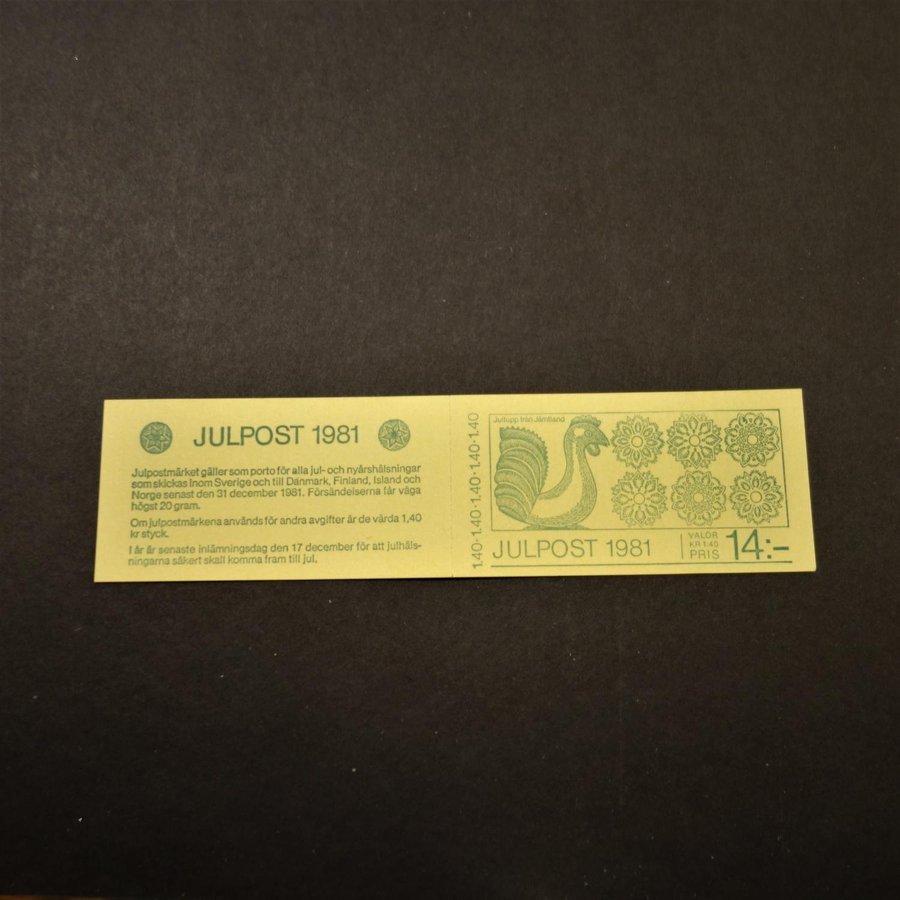 JULPOST 1981
Julpostmärket gäller som porto för alla jul- och nyårshälsningar
som skickas inom Sverige och till Danmark, Finland, Island och
Norge senast den 31 december 1981. Försändelserna får väga
högst 20 gram.
Om julpostmärkena används för andra avgifter är de värda 1,40
kr styck.
I år är senaste inlämningsdag den 17 december för att julhäls-
ningarna säkert skall komma fram till jul.
1.40·1.40·1.40·1.40·1.40
Jultupp från Jämtland
JULPOST 1981
VALÖR
KR 1:40
PRIS 14:–